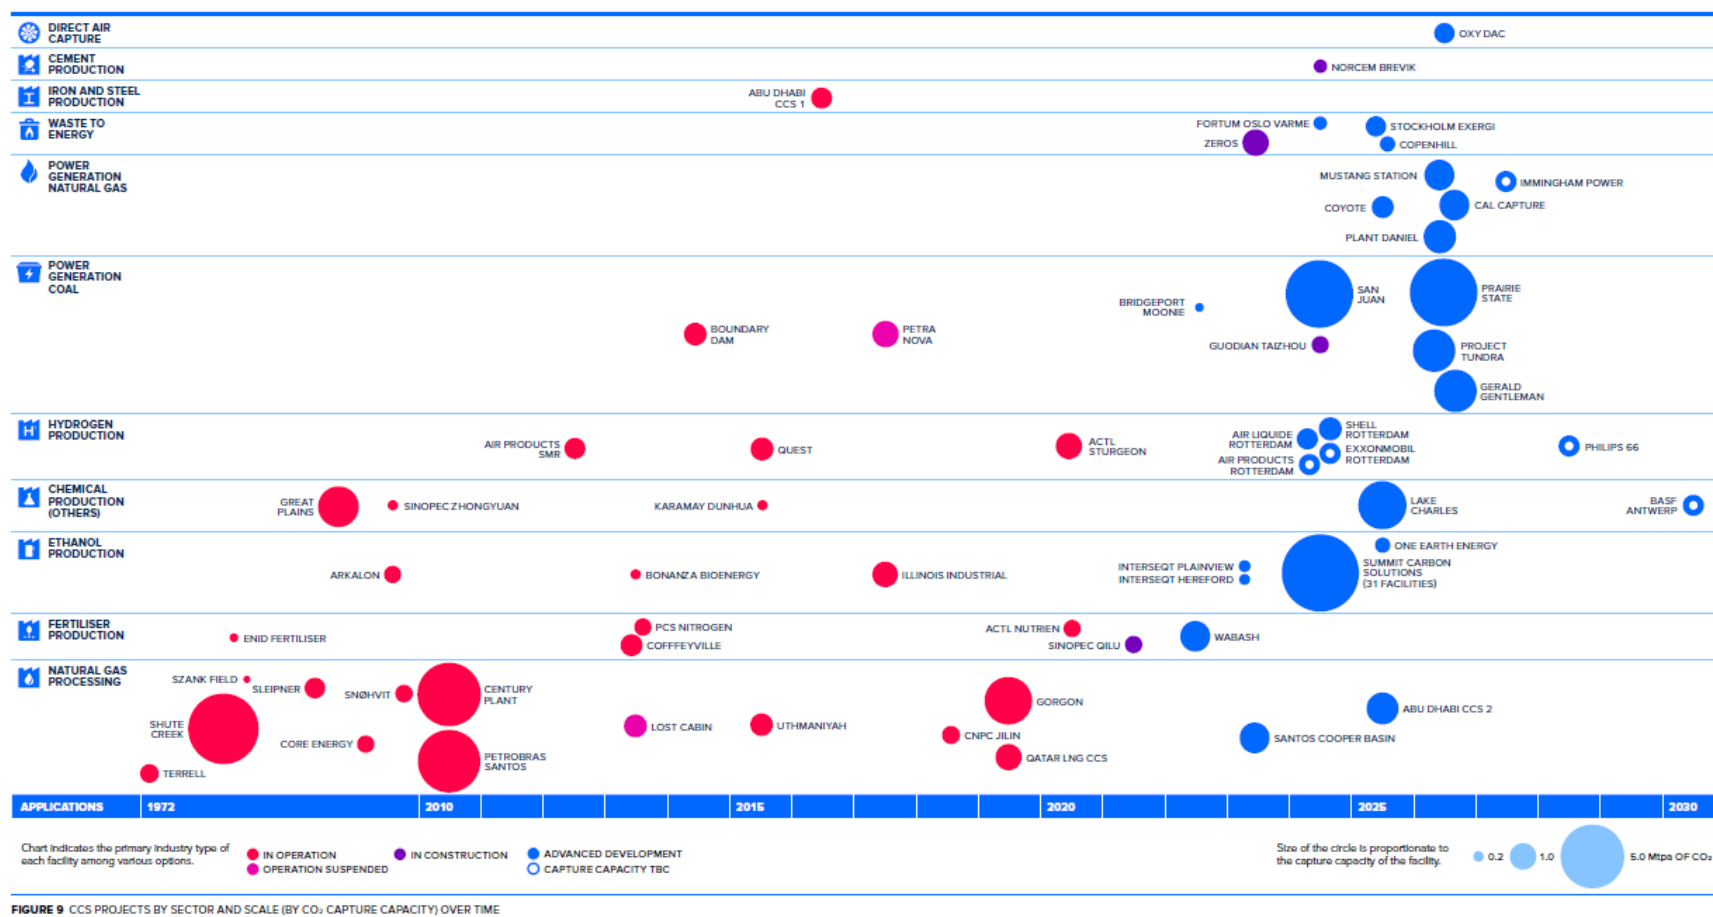 DIRECT AIR
CAPTURE
OXY DAC
CEMENT
PRODUCTION
NORCEM BREVIK
IRON AND STEEL
PRODUCTION
ABU DHABI
CCS 1
WASTE TO
ENERGY
FORTUM OSLO VARME
STOCKHOLM EXERGI
ZEROS
COPENHILL
POWER
GENERATION
NATURAL GAS
MUSTANG STATION
IMMINGHAM POWER
COYOTE
CAL CAPTURE
PLANT DANIEL
POWER
GENERATION
COAL
BRIDGEPORT
MOONIE
SAN
JUAN
PRAIRIE
STATE
BOUNDARY
DAM
PETRA
NOVA
GUODIAN TAIZHOU
PROJECT
TUNDRA
GERALD
GENTLEMAN
HYDROGEN
PRODUCTION
AIR PRODUCTS
SMR
QUEST
ACTL
STURGEON
AIR LIQUIDE
ROTTERDAM
SHELL
ROTTERDAM
AIR PRODUCTS
ROTTERDAM
EXXONMOBIL
ROTTERDAM
PHILIPS 66
CHEMICAL
PRODUCTION
(OTHERS)
GREAT
PLAINS
SINOPEC ZHONGYUAN
KARAMAY DUNHUA
LAKE
CHARLES
BASF
ANTWERP
ETHANOL
PRODUCTION
ARKALON
BONANZA BIOENERGY
ILLINOIS INDUSTRIAL
INTERSEQT PLAINVIEW
INTERSEQT HEREFORD
ONE EARTH ENERGY
SUMMIT CARBON
SOLUTIONS
(31 FACILITIES)
FERTILISER
PRODUCTION
ENID FERTILISER
PCS NITROGEN
COFFFEYVILLE
ACTL NUTRIEN
SINOPEC QILU
WABASH
NATURAL GAS
PROCESSING
SZANK FIELD
SLEIPNER
SNØHVIT
CENTURY
PLANT
SHUTE
CREEK
CORE ENERGY
PETROBRAS
SANTOS
TERRELL
LOST CABIN
UTHMANIYAH
GORGON
CNPC JILIN
QATAR LNG CCS
ABU DHABI CCS 2
SANTOS COOPER BASIN
APPLICATIONS 1972 2010 2015 2020 2025 2030
Chart indicates the primary industry type of
each facility among various options.
IN OPERATION
OPERATION SUSPENDED
IN CONSTRUCTION
ADVANCED DEVELOPMENT
CAPTURE CAPACITY TBC
Size of the circle is proportionate to
the capture capacity of the facility.
0.2 1.0 5.0 Mtpa OF CO₂
FIGURE 9 CCS PROJECTS BY SECTOR AND SCALE (BY CO₂ CAPTURE CAPACITY) OVER TIME